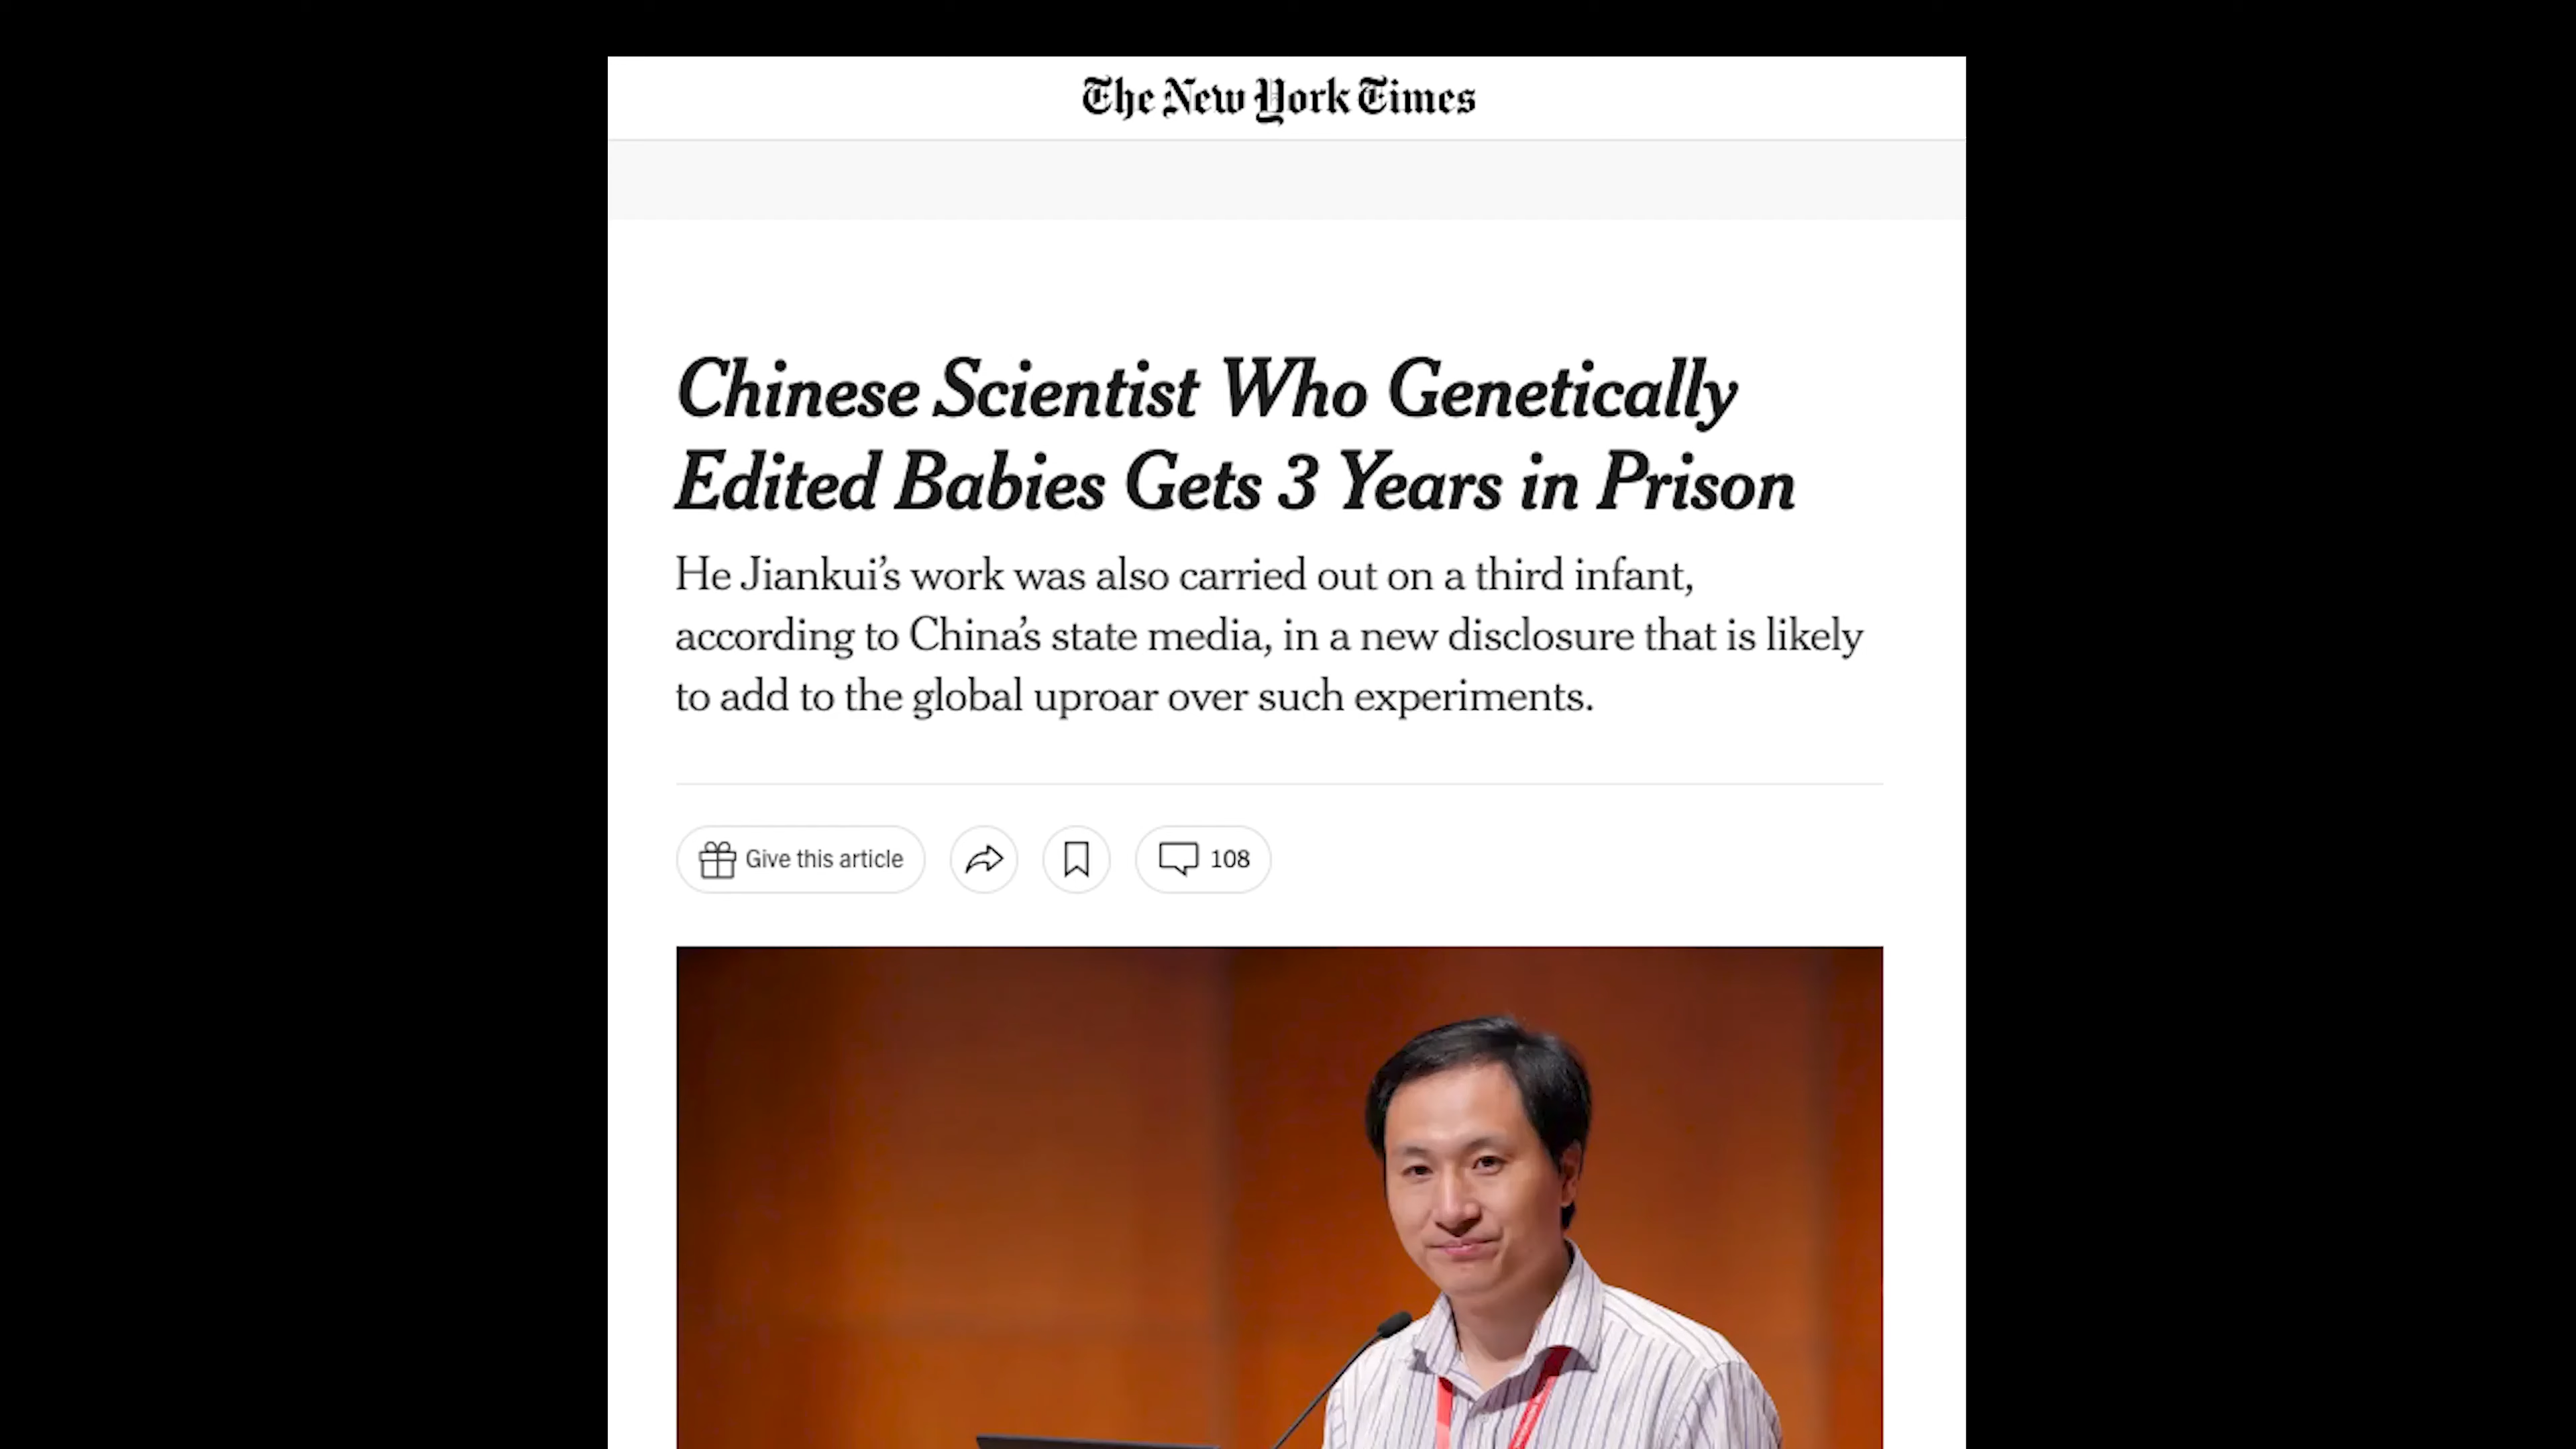 The New York Times
Chinese Scientist Who Genetically
Edited Babies Gets 3 Years in Prison
He Jiankui’s work was also carried out on a third infant,
according to China’s state media, in a new disclosure that is likely
to add to the global uproar over such experiments.
Give this article
108